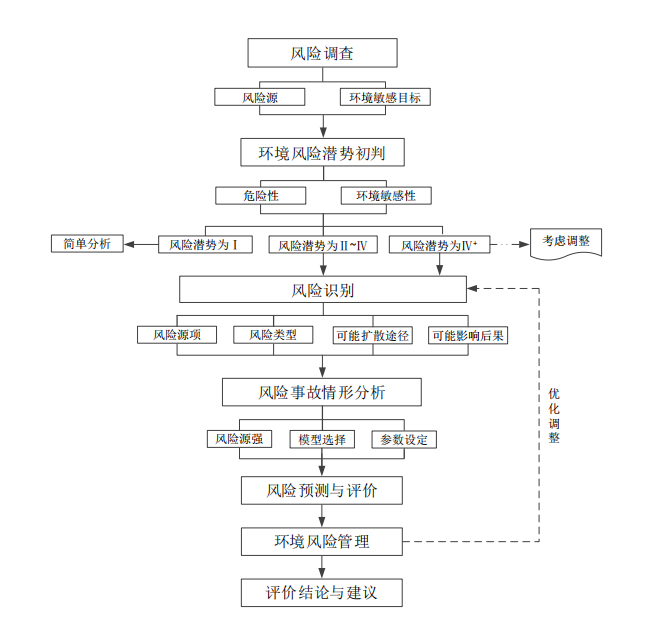 风险调查
风险源
环境敏感目标
环境风险潜势初判
危险性
环境敏感性
简单分析
风险潜势为Ⅰ
风险潜势为Ⅱ~Ⅳ
风险潜势为Ⅳ⁺
考虑调整
风险识别
风险源项
风险类型
可能扩散途径
可能影响后果
风险事故情形分析
风险源强
模型选择
参数设定
优化调整
风险预测与评价
环境风险管理
评价结论与建议